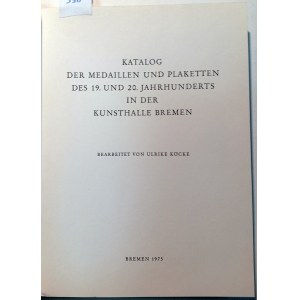 KATALOG
DER MEDAILLEN UND PLAKETTEN
DES 19. UND 20. JAHRHUNDERTS
IN DER
KUNSTHALLE BREMEN
BEARBEITET VON ULRIKE KOCKE
BREMEN 1973